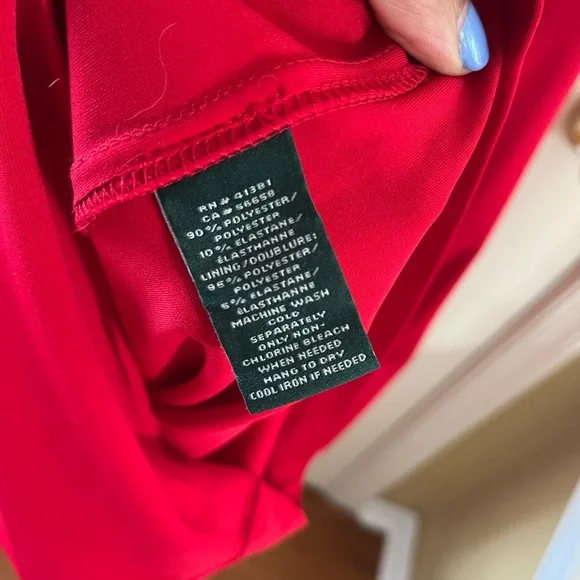 RN # 41381
CA # 56658
90% POLYESTER/
POLYESTER
10% ELASTANE/
ÉLASTHANNE
LINING/DOUBLURE:
95% POLYESTER/
POLYESTER
5% ELASTANE/
ÉLASTHANNE
MACHINE WASH
COLD
SEPARATELY
ONLY NON-
CHLORINE BLEACH
WHEN NEEDED
HANG TO DRY
COOL IRON IF NEEDED